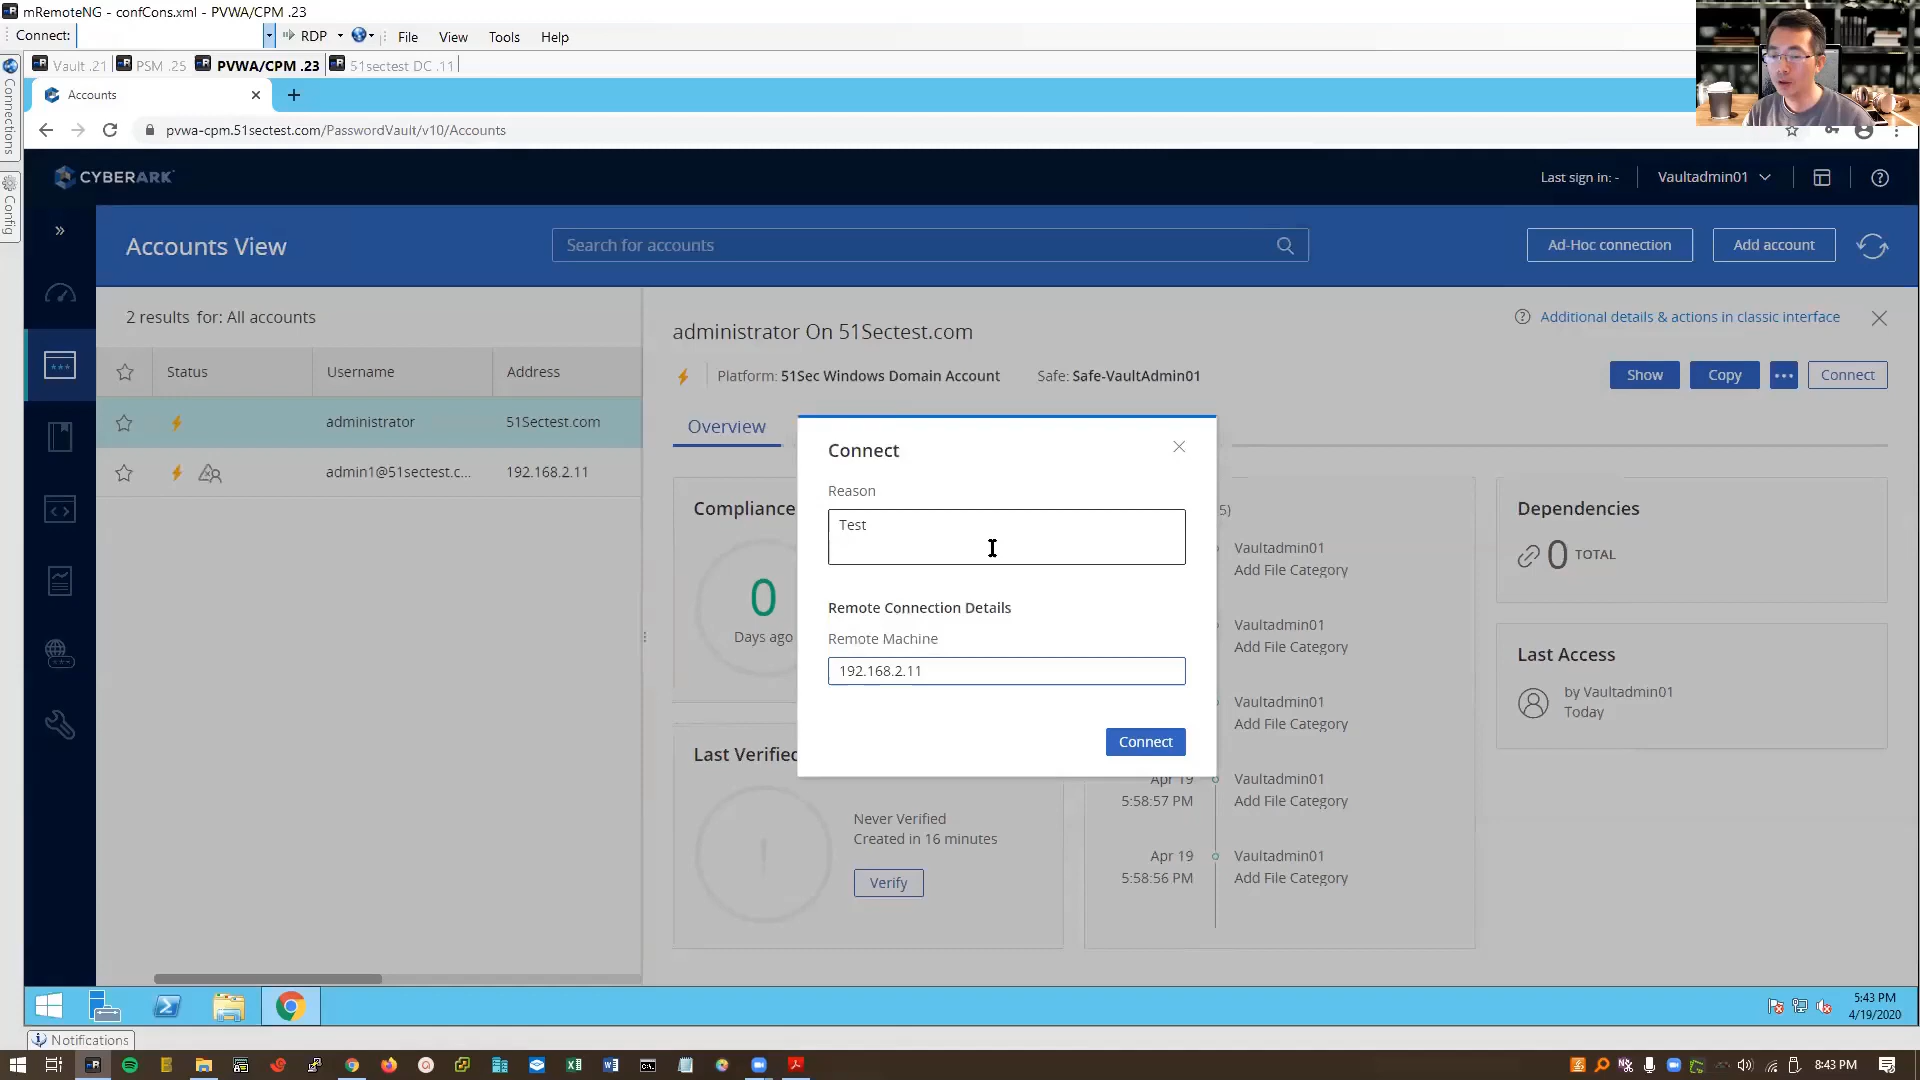 mRemoteNG - confCons.xml - PVWA/CPM .23
Connect: RDP File View Tools Help
Vault .21 PSM .25 PVWA/CPM .23 51sectest DC .11
Connections
Config
Accounts
pvwa-cpm.51sectest.com/PasswordVault/v10/Accounts
CYBERARK
Last sign in: -
Vaultadmin01
Accounts View
Search for accounts
Ad-Hoc connection
Add account
2 results for: All accounts
Status Username Address
administrator 51Sectest.com
admin1@51sectest.c... 192.168.2.11
administrator On 51Sectest.com
Additional details & actions in classic interface
Platform: 51Sec Windows Domain Account Safe: Safe-VaultAdmin01
Show Copy ••• Connect
Overview
Connect
Reason
Test
Remote Connection Details
Remote Machine
192.168.2.11
Connect
Compliance
0
Days ago
Last Verified
Never Verified
Created in 16 minutes
Verify
5)
Vaultadmin01
Add File Category
Vaultadmin01
Add File Category
Vaultadmin01
Add File Category
Apr 19 Vaultadmin01
5:58:57 PM Add File Category
Apr 19 Vaultadmin01
5:58:56 PM Add File Category
Dependencies
0 TOTAL
Last Access
by Vaultadmin01
Today
5:43 PM
4/19/2020
Notifications
8:43 PM